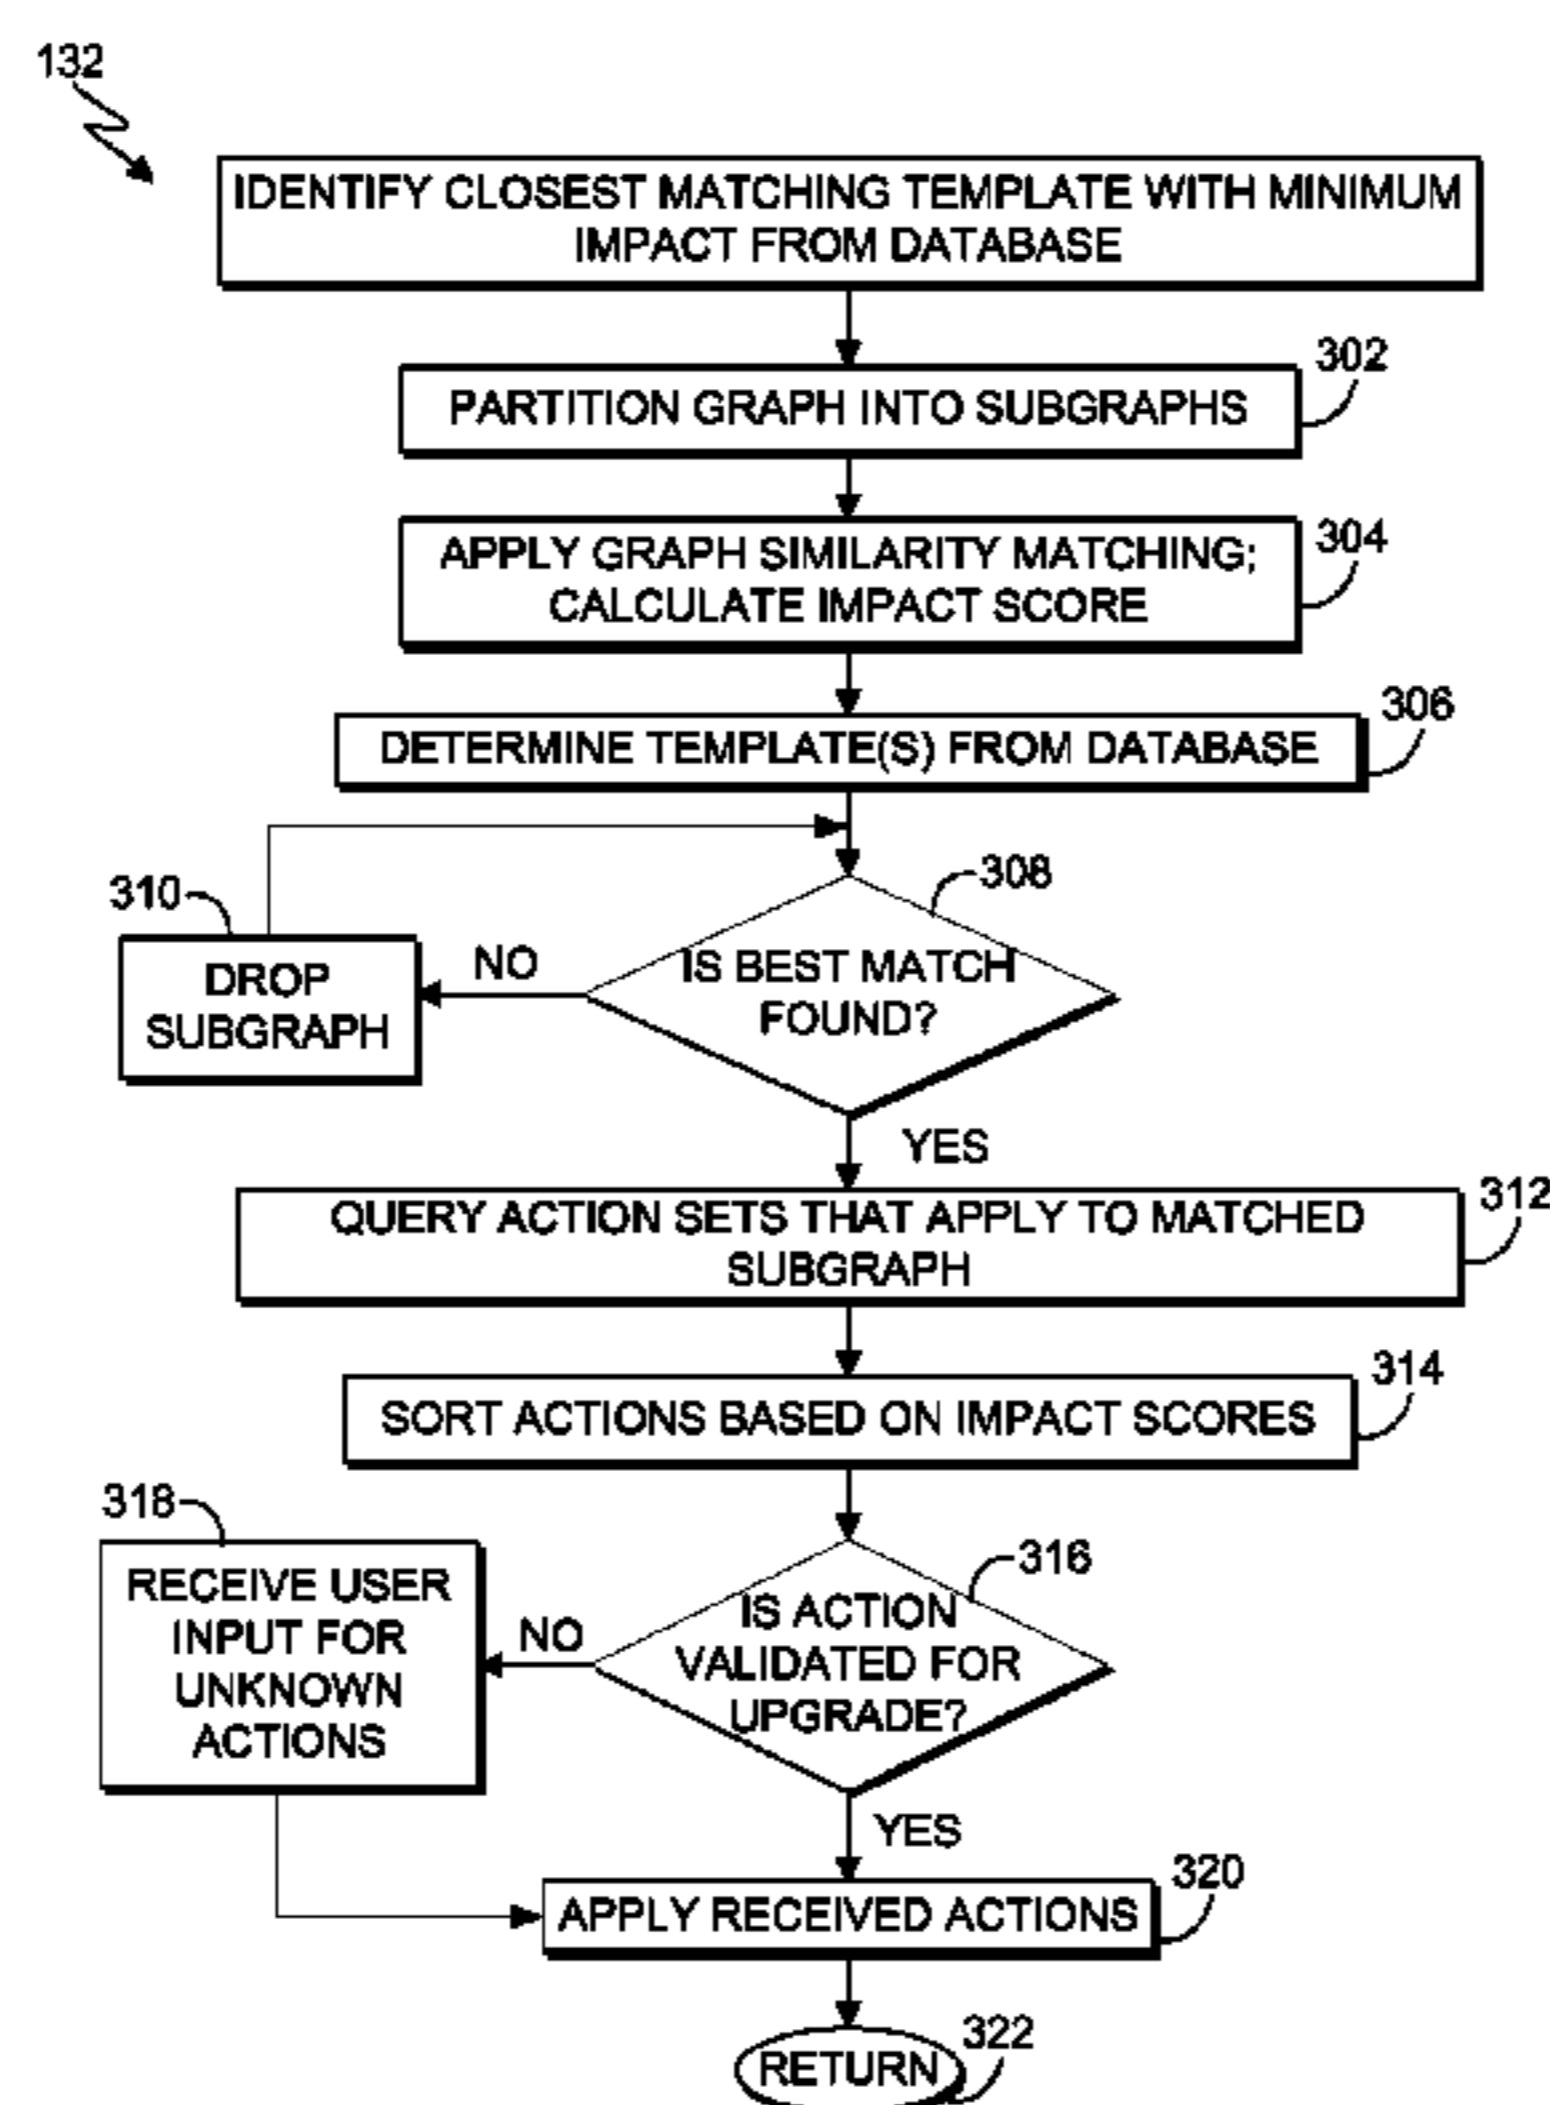 132
IDENTIFY CLOSEST MATCHING TEMPLATE WITH MINIMUM
IMPACT FROM DATABASE
302
PARTITION GRAPH INTO SUBGRAPHS
304
APPLY GRAPH SIMILARITY MATCHING;
CALCULATE IMPACT SCORE
306
DETERMINE TEMPLATE(S) FROM DATABASE
308
310
IS BEST MATCH
FOUND?
NO
DROP
SUBGRAPH
YES
312
QUERY ACTION SETS THAT APPLY TO MATCHED
SUBGRAPH
314
SORT ACTIONS BASED ON IMPACT SCORES
318
316
IS ACTION
VALIDATED FOR
UPGRADE?
NO
RECEIVE USER
INPUT FOR
UNKNOWN
ACTIONS
YES
320
APPLY RECEIVED ACTIONS
322
RETURN